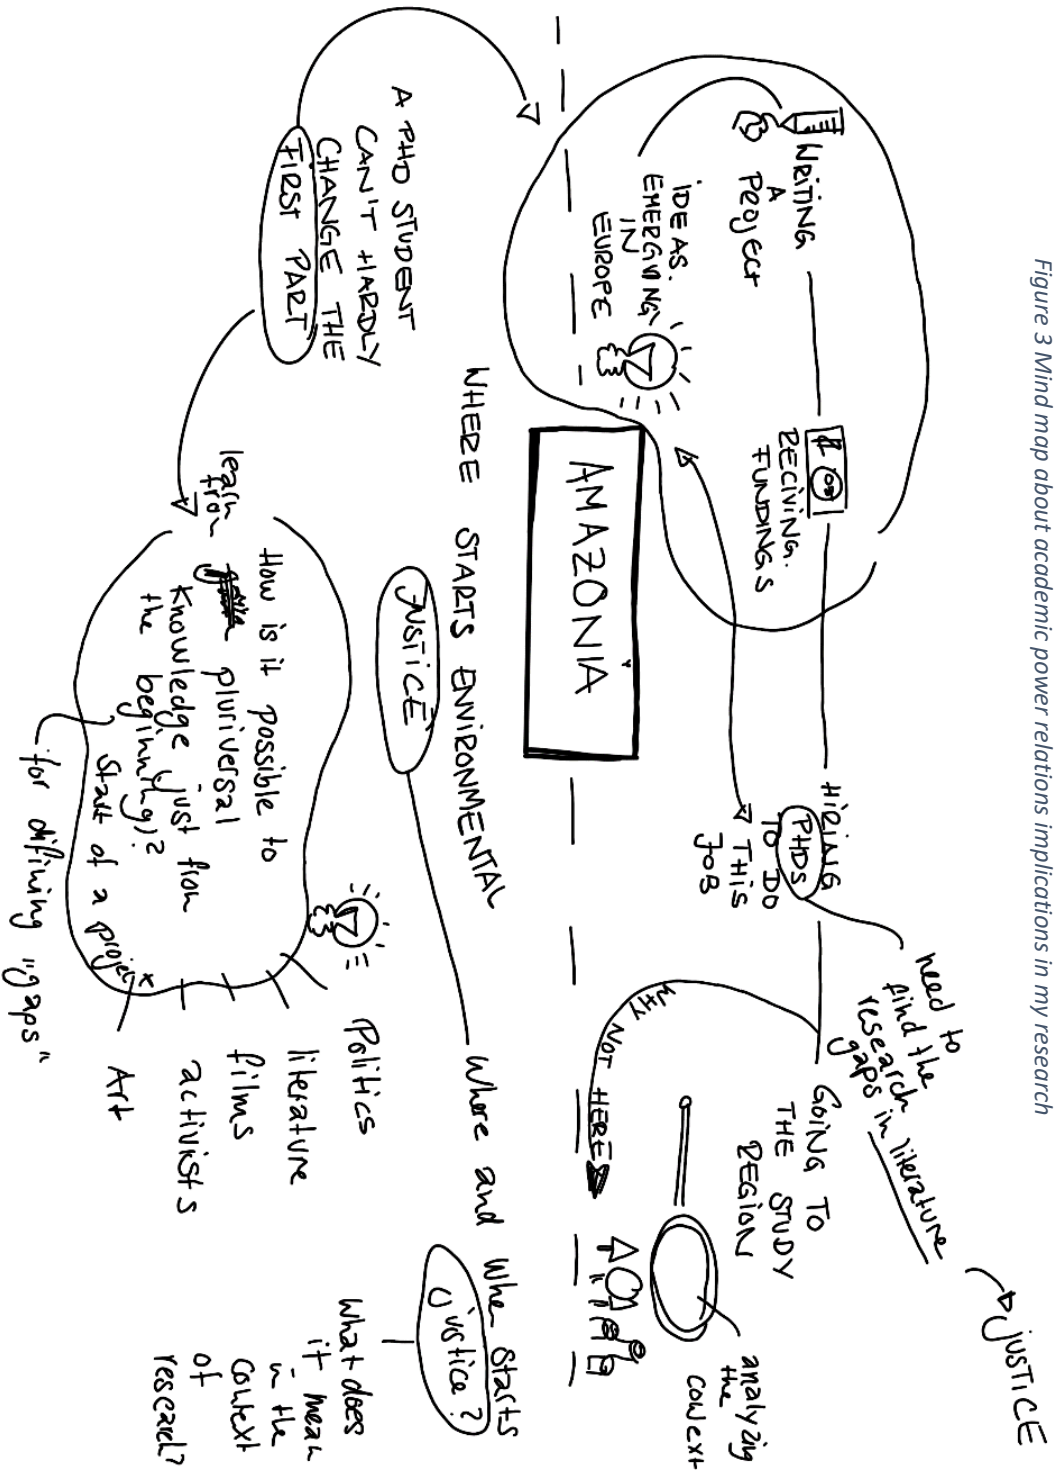 Figure 3 Mind map about academic power relations implications in my research
WRITING
A
PROJECT
RECIVING.
FUNDINGS
HIRING
PHDS
TO DO
THIS
JOB
need to
find the
research
gaps in literature
JUSTICE
GOING TO
THE STUDY
REGION
analyzing
the
context
IDEAS.
EMERGING
IN
EUROPE
WHY NOT HERE
AMAZONIA
WHERE STARTS ENVIRONMENTAL
JUSTICE
Where and When starts
justice?
What does
it mean
in the
context
of
research?
A PHD STUDENT
CAN'T HARDLY
CHANGE THE
FIRST PART
How is it possible to
learn
from
pluriversal
knowledge just from
the beginning)?
start of a project
for difining "gaps"
Politics
literature
films
activists
Art